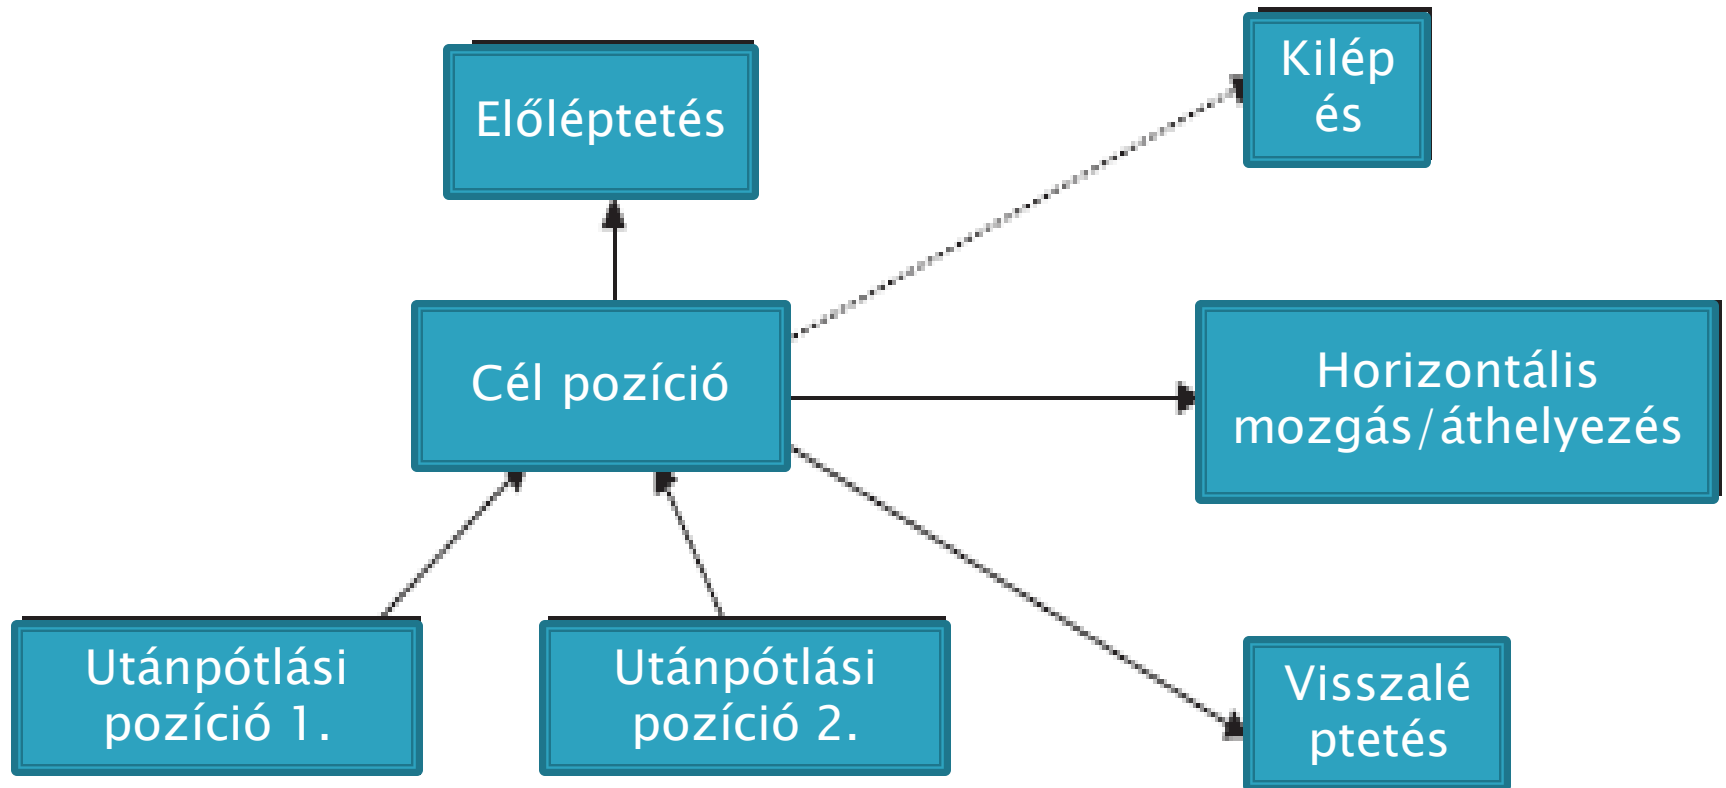 Előléptetés
Kilép
és
Cél pozíció
Horizontális
mozgás/áthelyezés
Utánpótlási
pozíció 1.
Utánpótlási
pozíció 2.
Visszalé
ptetés